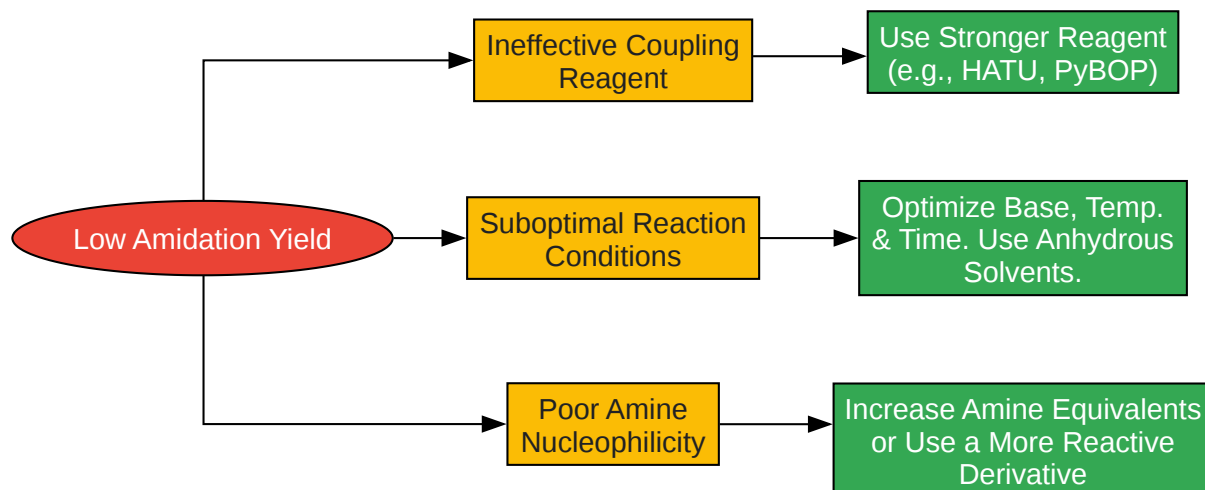 Ineffective Coupling
Reagent
Use Stronger Reagent
(e.g., HATU, PyBOP)
Low Amidation Yield
Suboptimal Reaction
Conditions
Optimize Base, Temp.
& Time. Use Anhydrous
Solvents.
Poor Amine
Nucleophilicity
Increase Amine Equivalents
or Use a More Reactive
Derivative